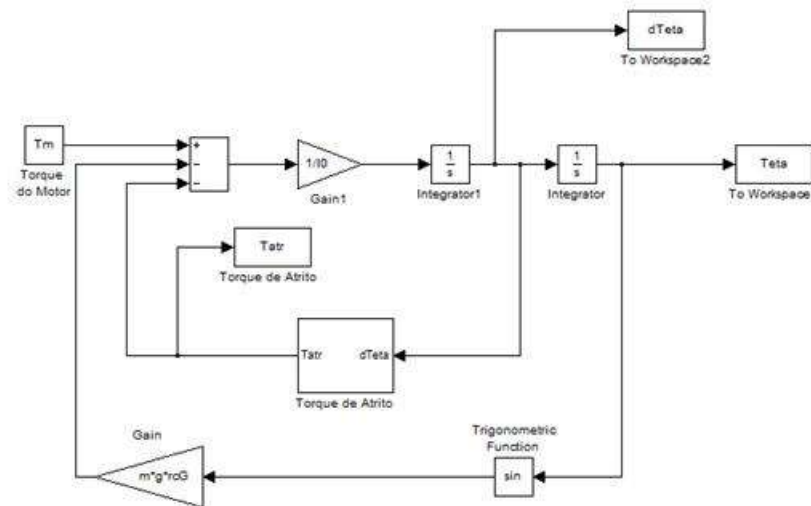 dTeta
To Workspace2
Tm
Torque
do Motor
+
−
−
1/I0
Gain1
1
s
Integrator1
1
s
Integrator
Teta
To Workspace
Tatr
Torque de Atrito
Tatr
dTeta
Torque de Atrito
Gain
m*g*roG
Trigonometric
Function
sin